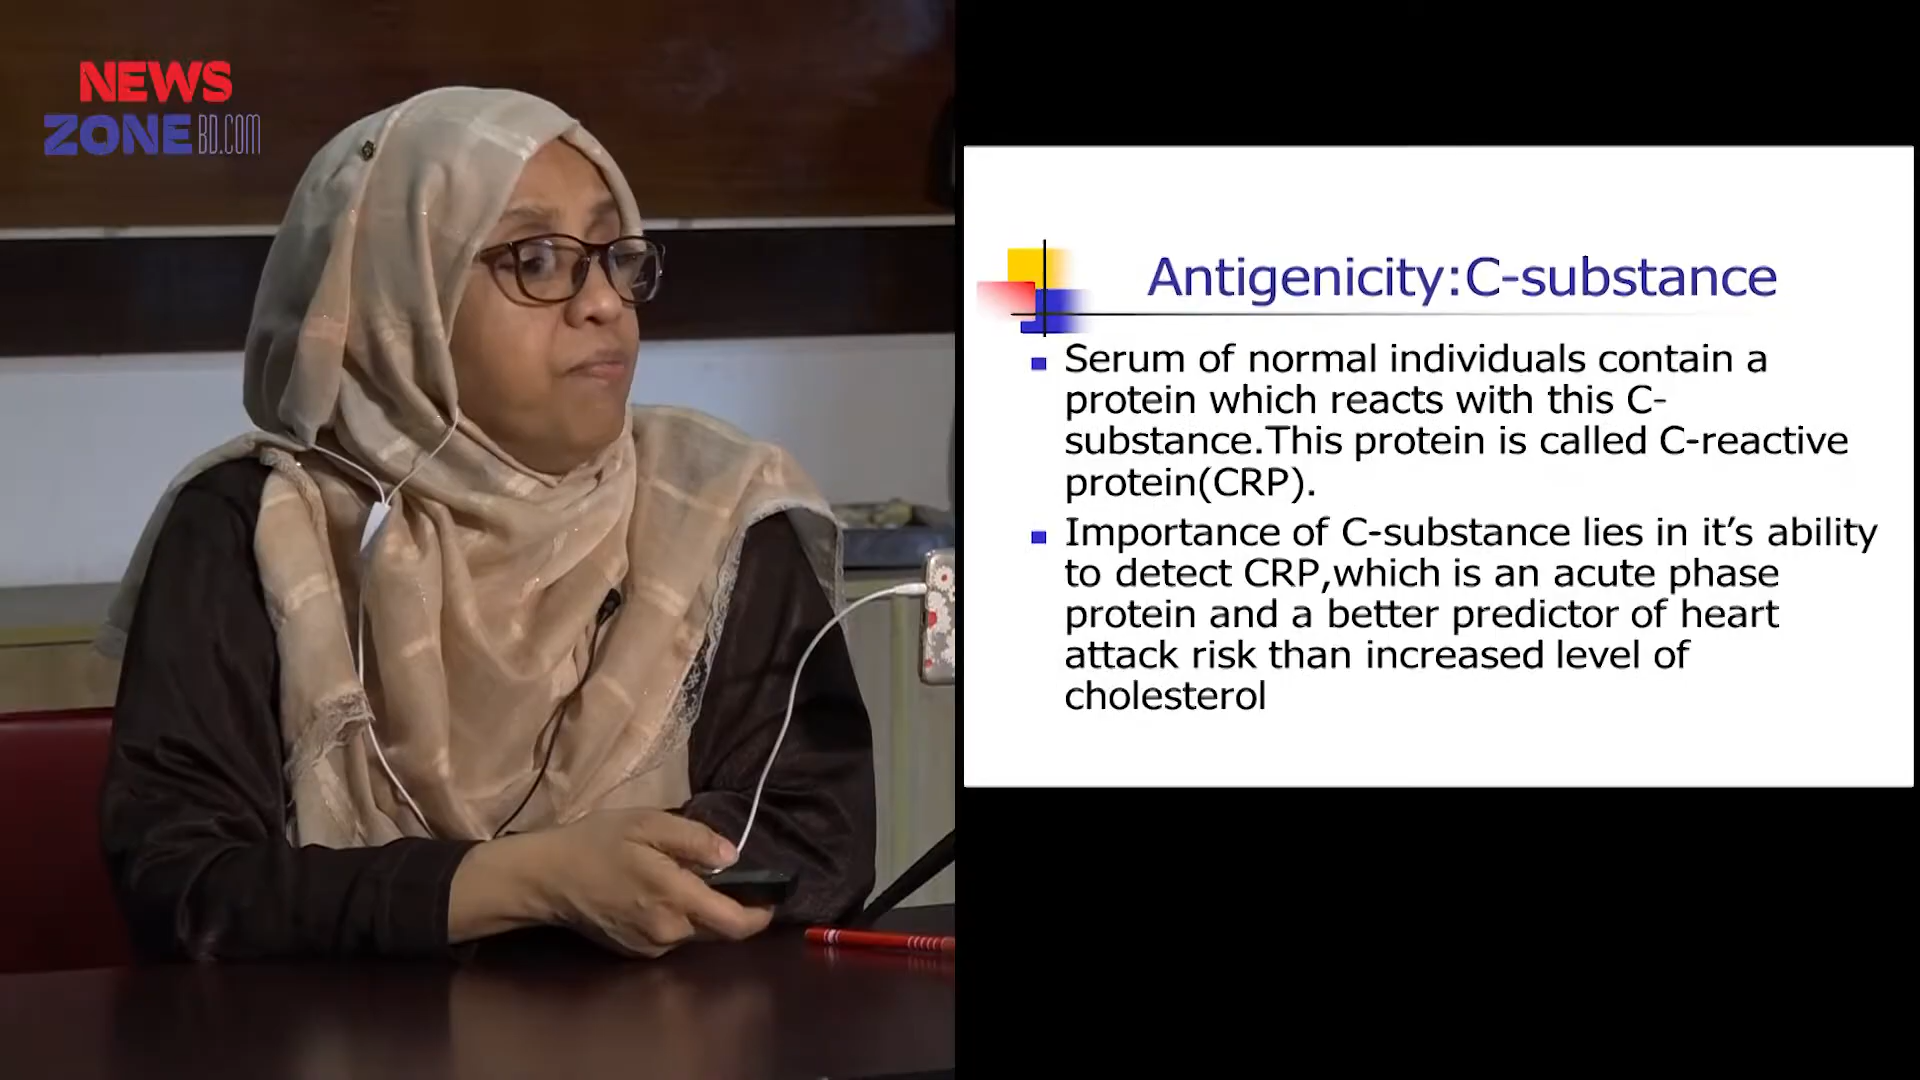 NEWS
ZONE BD.COM
Antigenicity:C-substance
Serum of normal individuals contain a
protein which reacts with this C-
substance.This protein is called C-reactive
protein(CRP).
Importance of C-substance lies in it’s ability
to detect CRP,which is an acute phase
protein and a better predictor of heart
attack risk than increased level of
cholesterol